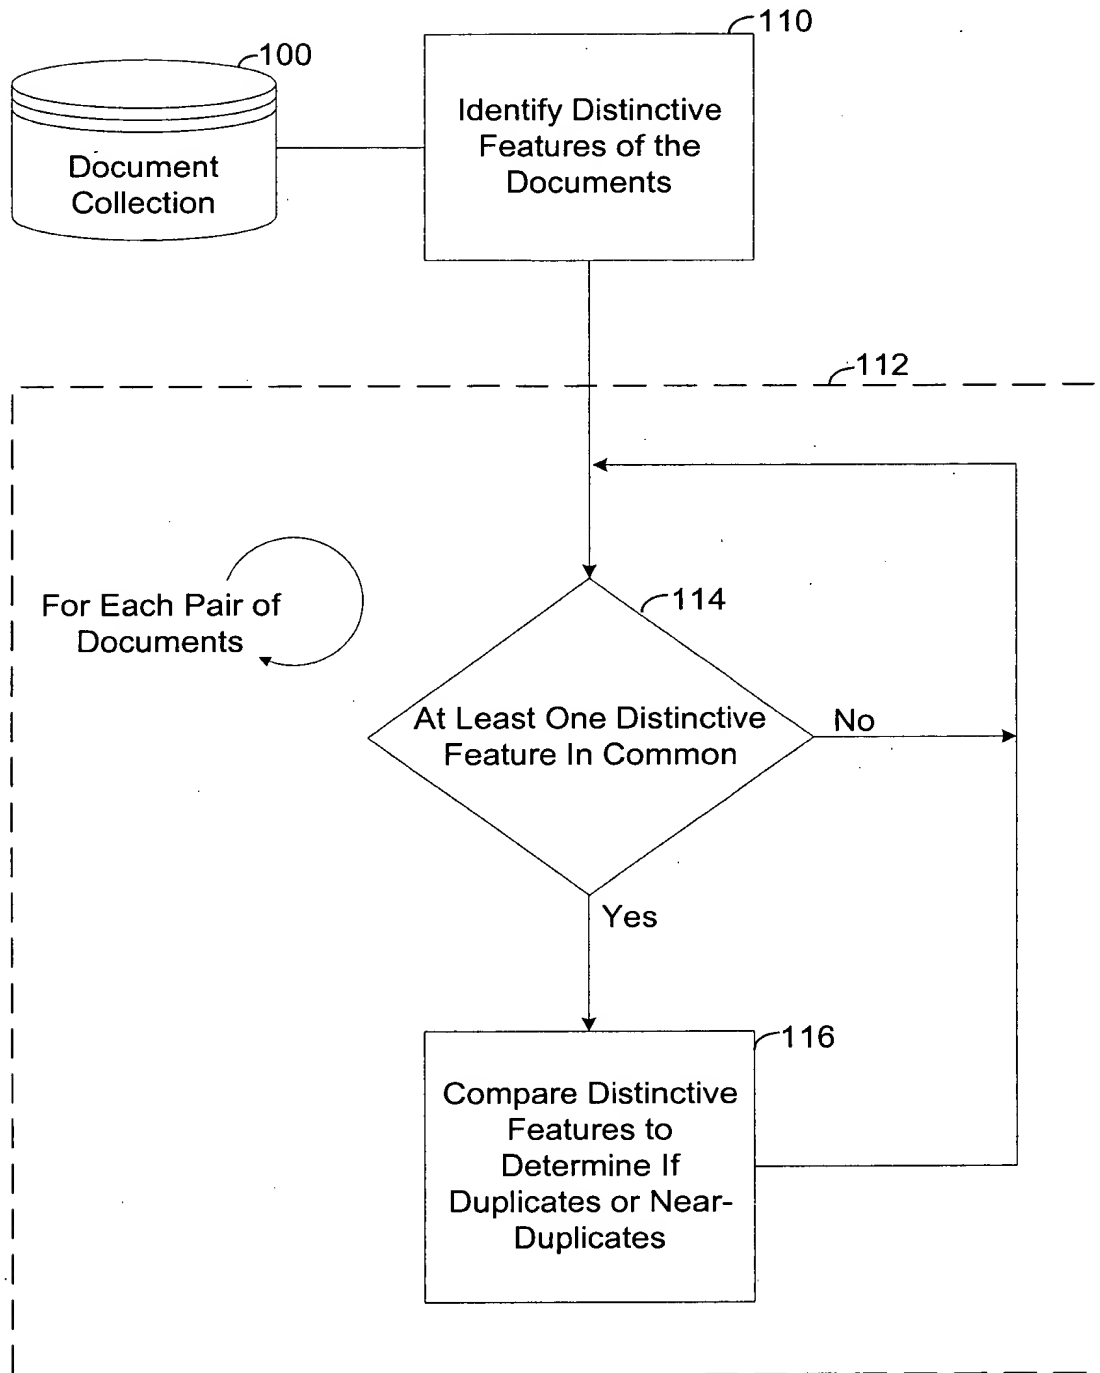 110
100
Identify Distinctive
Features of the
Documents
Document
Collection
112
114
For Each Pair of
Documents
At Least One Distinctive
Feature In Common
No
Yes
116
Compare Distinctive
Features to
Determine If
Duplicates or Near-
Duplicates